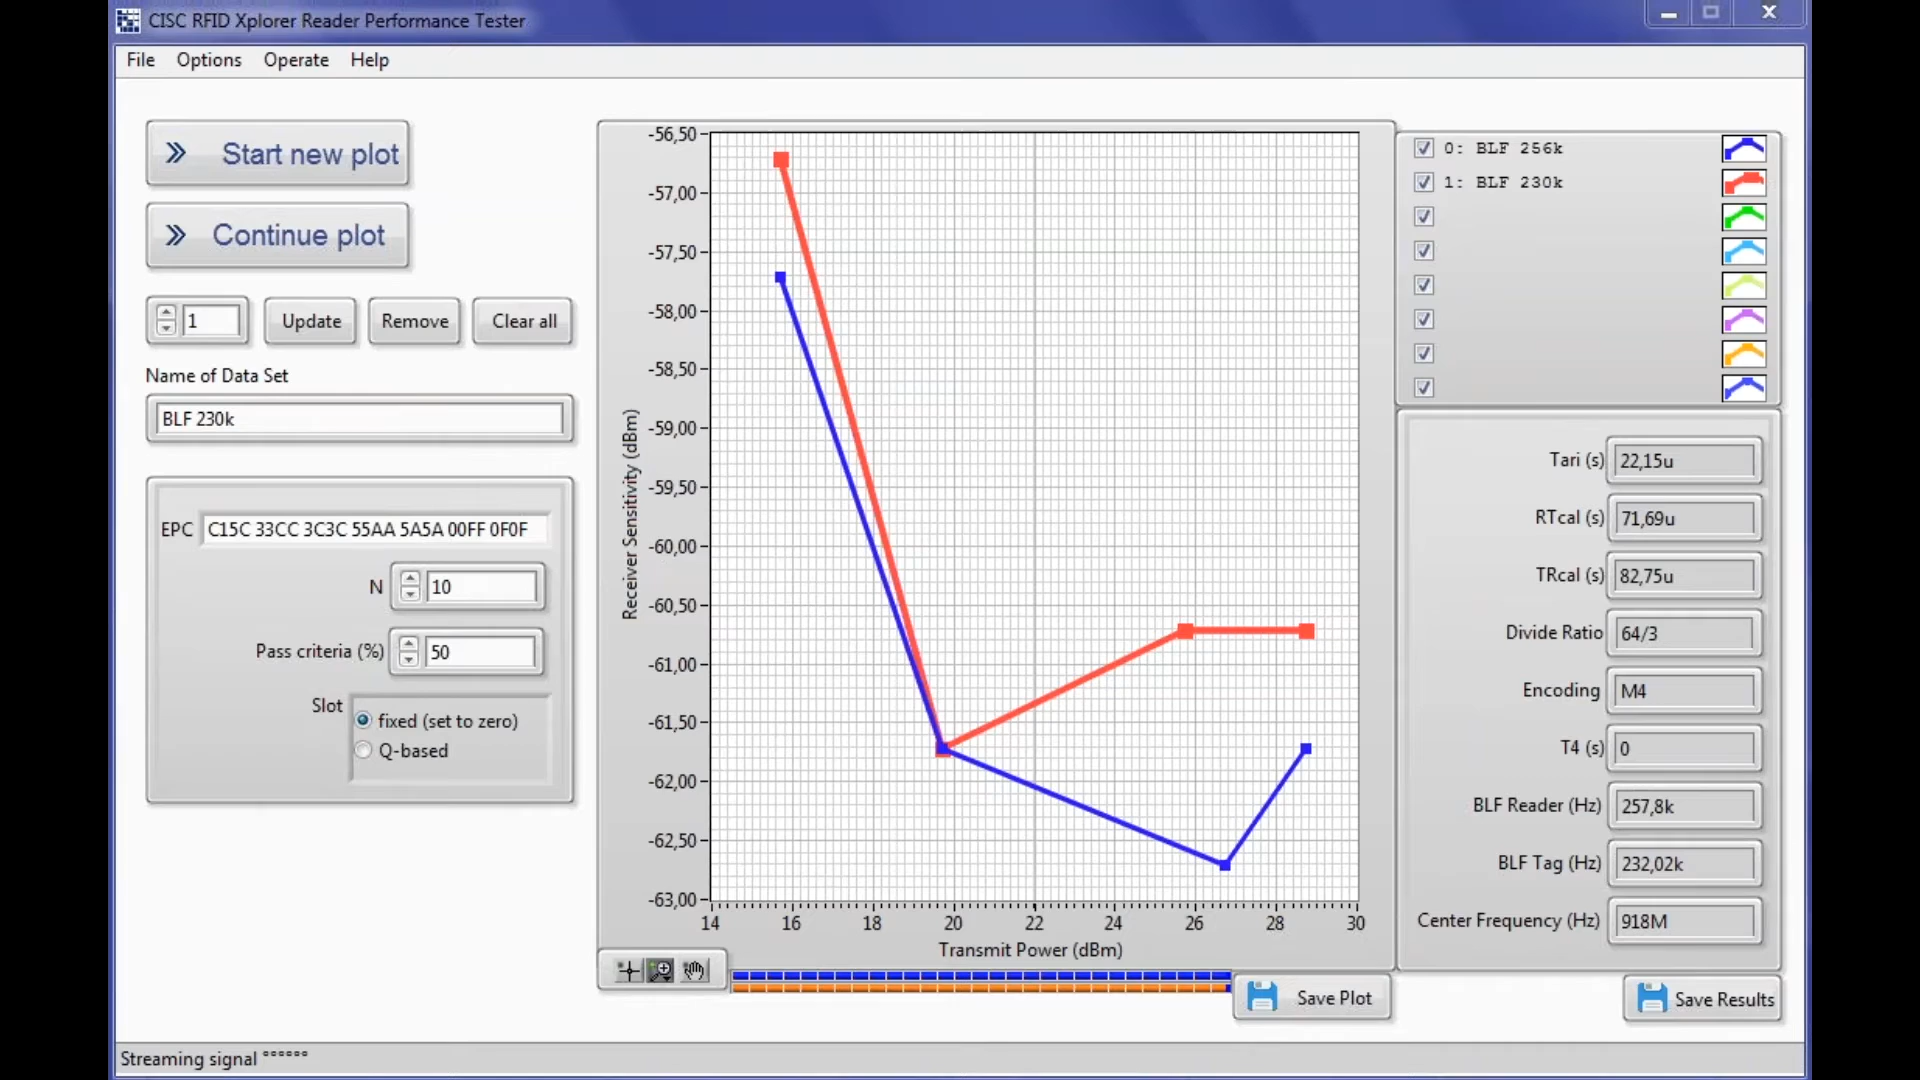 CISC RFID Xplorer Reader Performance Tester
File Options Operate Help
Start new plot
Continue plot
1 Update Remove Clear all
Name of Data Set
BLF 230k
EPC C15C 33CC 3C3C 55AA 5A5A 00FF 0F0F
N 10
Pass criteria (%) 50
Slot
fixed (set to zero)
Q-based
Receiver Sensitivity (dBm)
-56,50
-57,00
-57,50
-58,00
-58,50
-59,00
-59,50
-60,00
-60,50
-61,00
-61,50
-62,00
-62,50
-63,00
14 16 18 20 22 24 26 28 30
Transmit Power (dBm)
Save Plot
0: BLF 256k
1: BLF 230k
Tari (s) 22,15u
RTcal (s) 71,69u
TRcal (s) 82,75u
Divide Ratio 64/3
Encoding M4
T4 (s) 0
BLF Reader (Hz) 257,8k
BLF Tag (Hz) 232,02k
Center Frequency (Hz) 918M
Save Results
Streaming signal °°°°°°